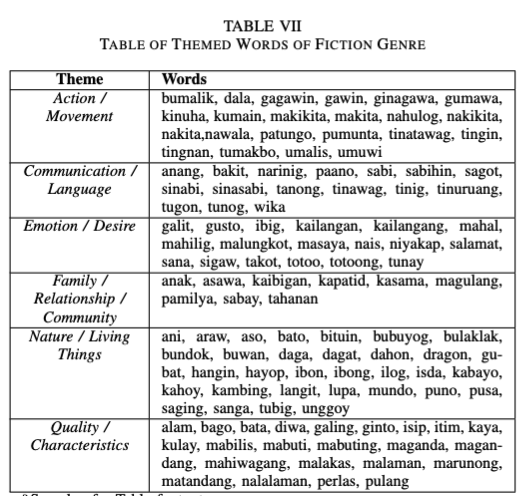 TABLE VII
TABLE OF THEMED WORDS OF FICTION GENRE
Theme Words
Action / bumalik, dala, gagawin, gawin, ginagawa, gumawa,
Movement kinuha, kumain, makikita, makita, nahulog, nakikita,
nakita,nawala, patungo, pumunta, tinatawag, tingin,
tingnan, tumakbo, umalis, umuwi
Communication / anang, bakit, narinig, paano, sabi, sabihin, sagot,
Language sinabi, sinasabi, tanong, tinawag, tinig, tinuruang,
tugon, tunog, wika
Emotion / Desire galit, gusto, ibig, kailangan, kailangang, mahal,
mahilig, malungkot, masaya, nais, niyakap, salamat,
sana, sigaw, takot, totoo, totoong, tunay
Family / anak, asawa, kaibigan, kapatid, kasama, magulang,
Relationship / pamilya, sabay, tahanan
Community
Nature / Living ani, araw, aso, bato, bituin, bubuyog, bulaklak,
Things bundok, buwan, daga, dagat, dahon, dragon, gu-
bat, hangin, hayop, ibon, ibong, ilog, isda, kabayo,
kahoy, kambing, langit, lupa, mundo, puno, pusa,
saging, sanga, tubig, unggoy
Quality / alam, bago, bata, diwa, galing, ginto, isip, itim, kaya,
Characteristics kulay, mabilis, mabuti, mabuting, maganda, magan-
dang, mahiwagang, malakas, malaman, marunong,
matandang, nalalaman, perlas, pulang